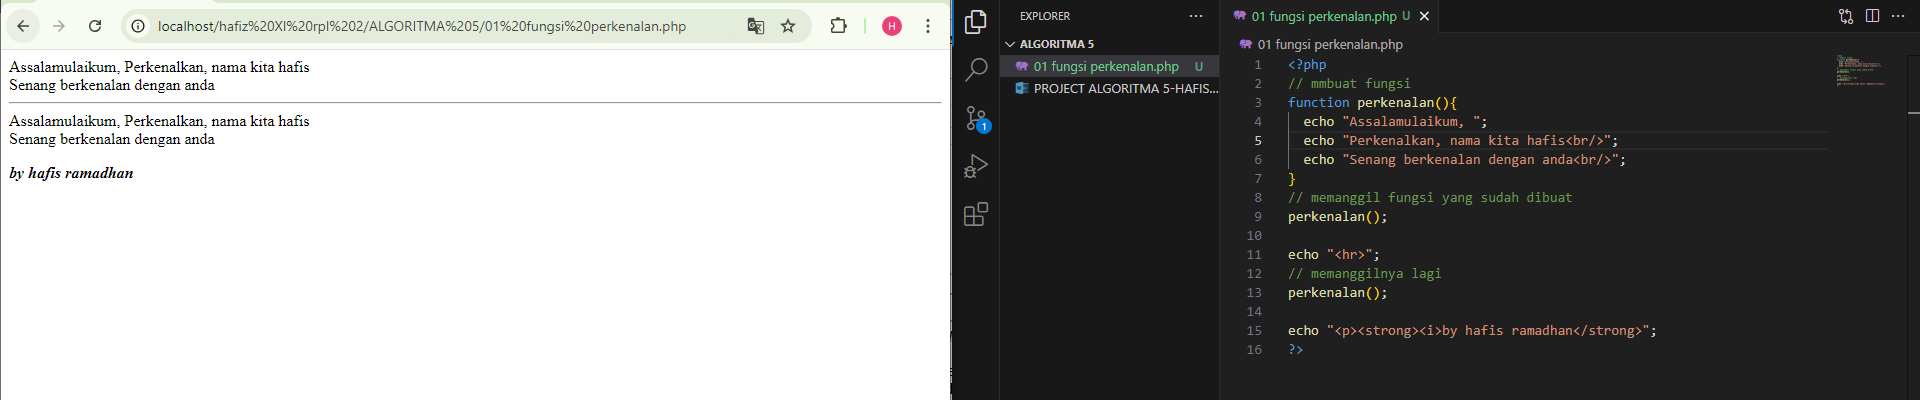 localhost/hafiz%20XI%20rpl%202/ALGORITMA%205/01%20fungsi%20perkenalan.php
H
Assalamulaikum, Perkenalkan, nama kita hafis
Senang berkenalan dengan anda
Assalamulaikum, Perkenalkan, nama kita hafis
Senang berkenalan dengan anda
by hafis ramadhan
1
EXPLORER ...
ALGORITMA 5
01 fungsi perkenalan.php U
PROJECT ALGORITMA 5-HAFIS...
01 fungsi perkenalan.php U
01 fungsi perkenalan.php
1 <?php
2 // mmbuat fungsi
3 function perkenalan(){
4 echo "Assalamulaikum, ";
5 echo "Perkenalkan, nama kita hafis<br/>";
6 echo "Senang berkenalan dengan anda<br/>";
7 }
8 // memanggil fungsi yang sudah dibuat
9 perkenalan();
10
11 echo "<hr>";
12 // memanggilnya lagi
13 perkenalan();
14
15 echo "<p><strong><i>by hafis ramadhan</strong>";
16 ?>